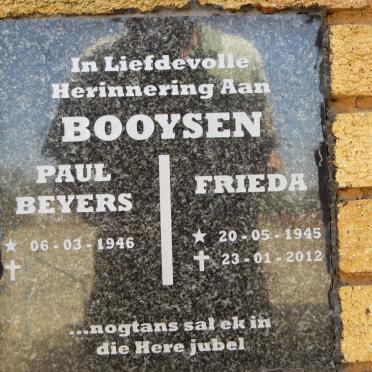 In Liefdevolle
Herinnering Aan
BOOYSEN
PAUL
BEYERS
★ 06 - 03 - 1946
✝
FRIEDA
★ 20 - 05 - 1945
✝ 23 - 01 - 2012
...nogtans sal ek in
die Here jubel